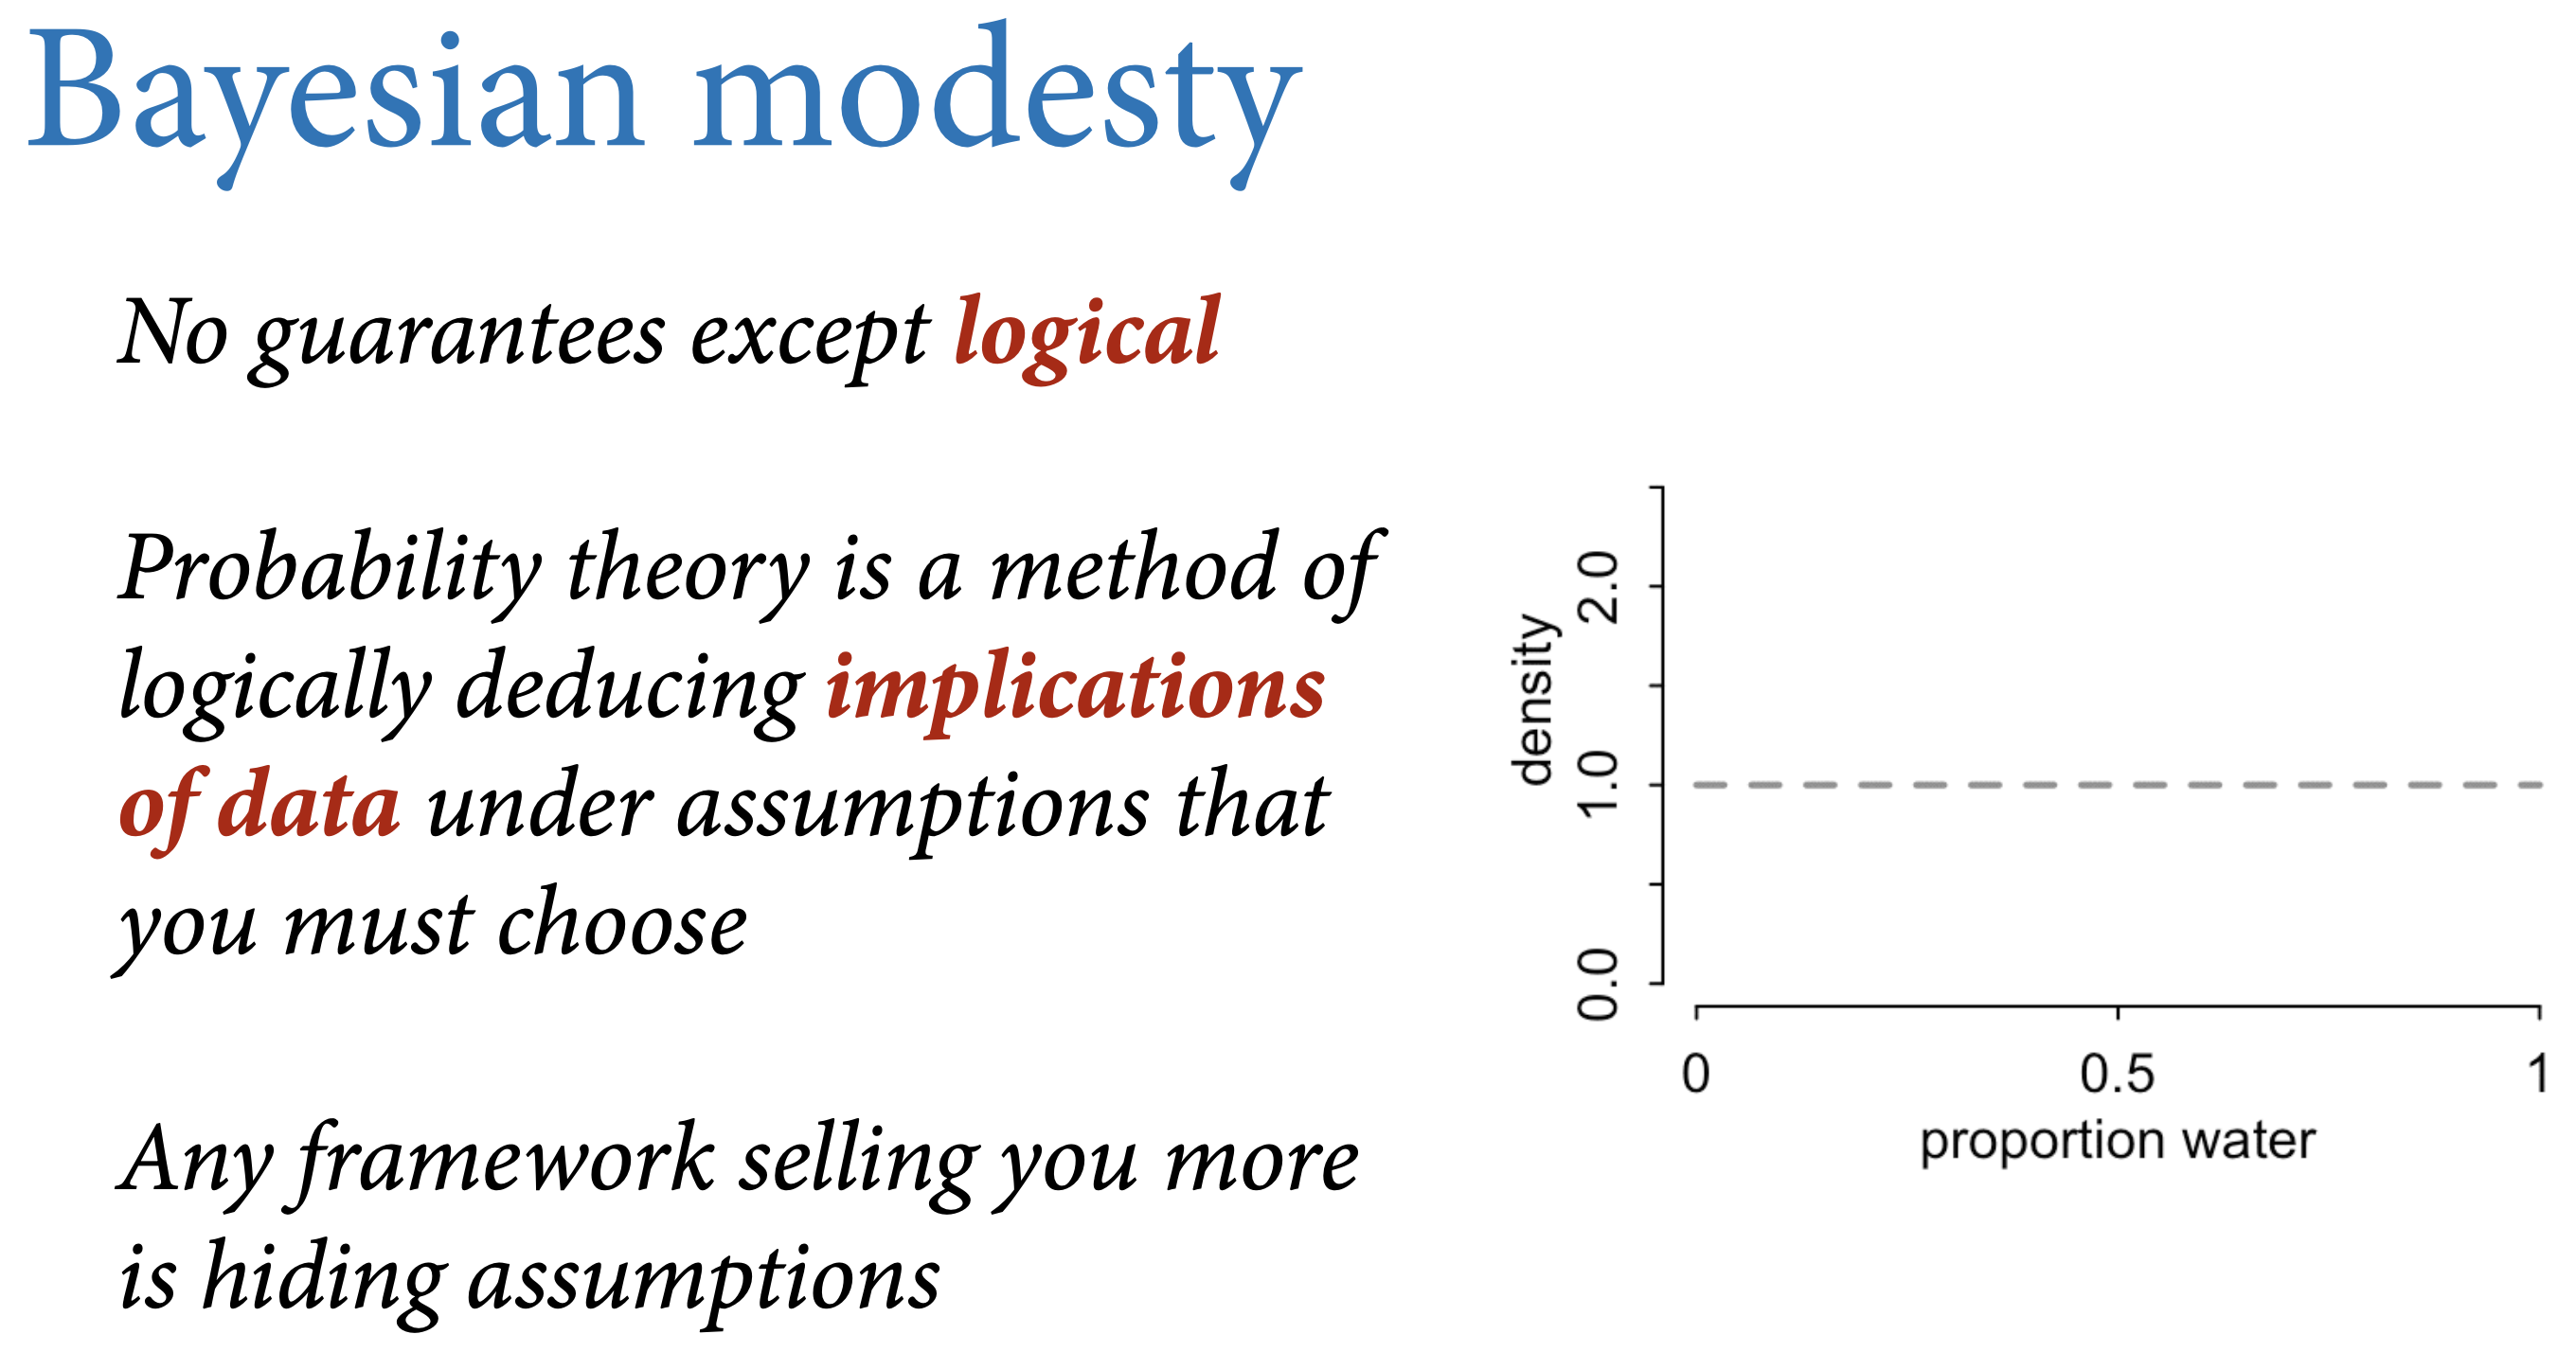 Bayesian modesty
No guarantees except logical
Probability theory is a method of
logically deducing implications
of data under assumptions that
you must choose
Any framework selling you more
is hiding assumptions
density
2.0
1.0
0.0
0 0.5 1
proportion water